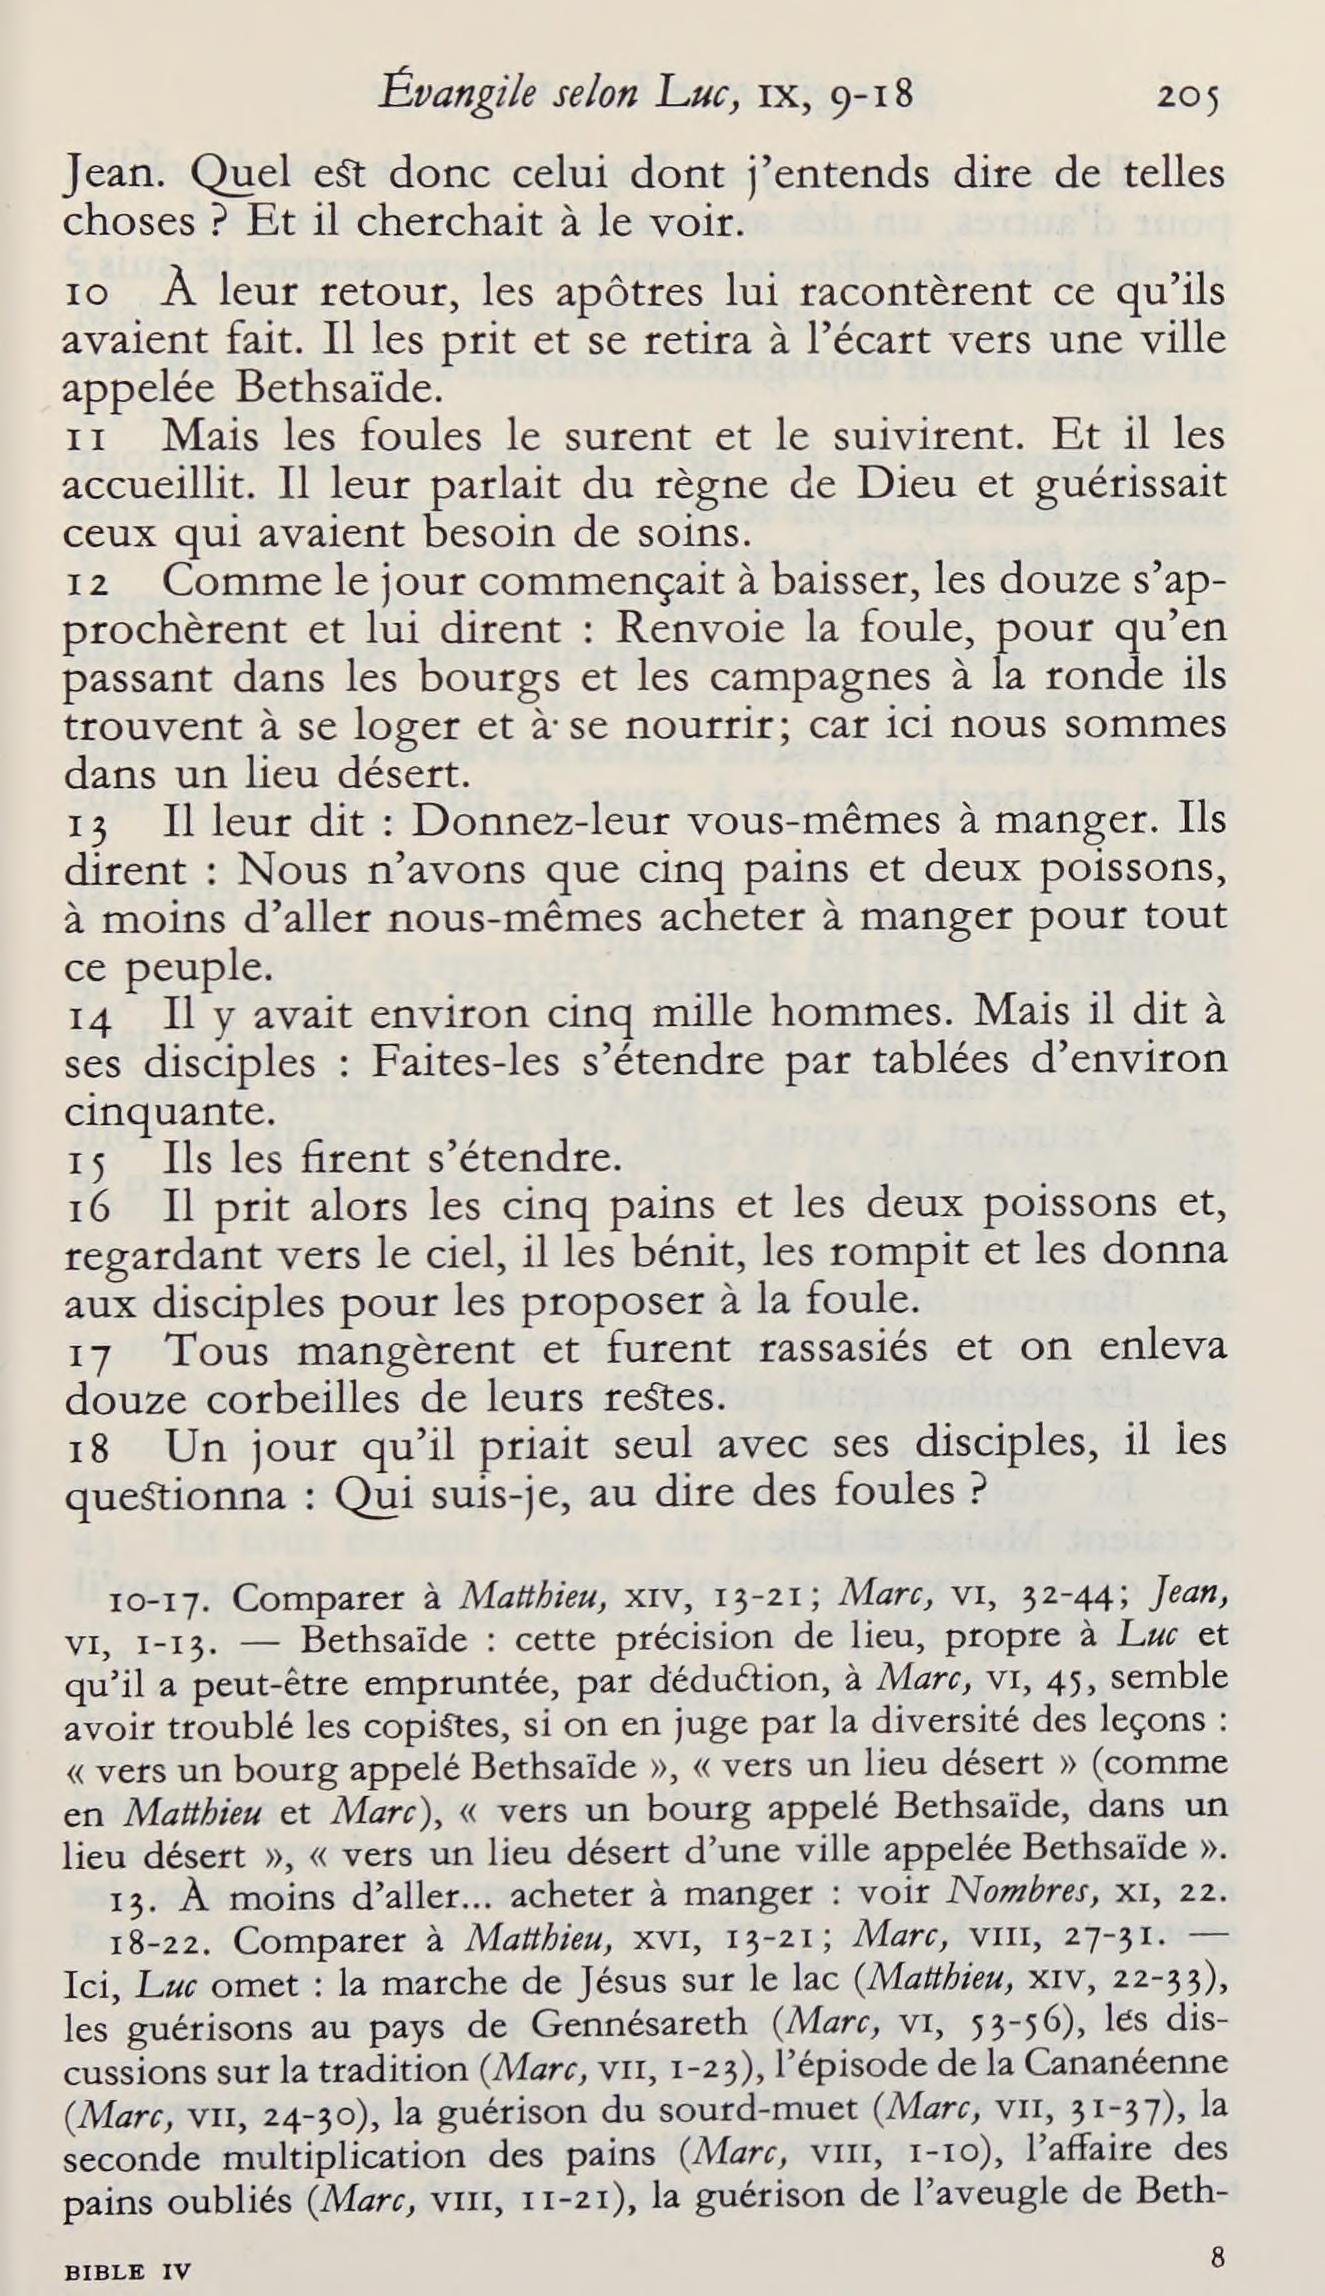 Évangile selon Luc, IX, 9-18 205
Jean. Quel est donc celui dont j’entends dire de telles
choses ? Et il cherchait à le voir.
10 À leur retour, les apôtres lui racontèrent ce qu’ils
avaient fait. Il les prit et se retira à l’écart vers une ville
appelée Bethsaïde.
11 Mais les foules le surent et le suivirent. Et il les
accueillit. Il leur parlait du règne de Dieu et guérissait
ceux qui avaient besoin de soins.
12 Comme le jour commençait à baisser, les douze s’ap-
prochèrent et lui dirent : Renvoie la foule, pour qu’en
passant dans les bourgs et les campagnes à la ronde ils
trouvent à se loger et à se nourrir; car ici nous sommes
dans un lieu désert.
13 Il leur dit : Donnez-leur vous-mêmes à manger. Ils
dirent : Nous n’avons que cinq pains et deux poissons,
à moins d’aller nous-mêmes acheter à manger pour tout
ce peuple.
14 Il y avait environ cinq mille hommes. Mais il dit à
ses disciples : Faites-les s’étendre par tablées d’environ
cinquante.
15 Ils les firent s’étendre.
16 Il prit alors les cinq pains et les deux poissons et,
regardant vers le ciel, il les bénit, les rompit et les donna
aux disciples pour les proposer à la foule.
17 Tous mangèrent et furent rassasiés et on enleva
douze corbeilles de leurs restes.
18 Un jour qu’il priait seul avec ses disciples, il les
questionna : Qui suis-je, au dire des foules ?
10-17. Comparer à Matthieu, XIV, 13-21; Marc, VI, 32-44; Jean,
VI, 1-13. — Bethsaïde : cette précision de lieu, propre à Luc et
qu’il a peut-être empruntée, par déduction, à Marc, VI, 45, semble
avoir troublé les copistes, si on en juge par la diversité des leçons :
« vers un bourg appelé Bethsaïde », « vers un lieu désert » (comme
en Matthieu et Marc), « vers un bourg appelé Bethsaïde, dans un
lieu désert », « vers un lieu désert d’une ville appelée Bethsaïde ».
13. À moins d’aller... acheter à manger : voir Nombres, XI, 22.
18-22. Comparer à Matthieu, XVI, 13-21; Marc, VIII, 27-31. —
Ici, Luc omet : la marche de Jésus sur le lac (Matthieu, XIV, 22-33),
les guérisons au pays de Gennésareth (Marc, VI, 53-56), les dis-
cussions sur la tradition (Marc, VII, 1-23), l’épisode de la Cananéenne
(Marc, VII, 24-30), la guérison du sourd-muet (Marc, VII, 31-37), la
seconde multiplication des pains (Marc, VIII, 1-10), l’affaire des
pains oubliés (Marc, VIII, 11-21), la guérison de l’aveugle de Beth-
BIBLE IV 8